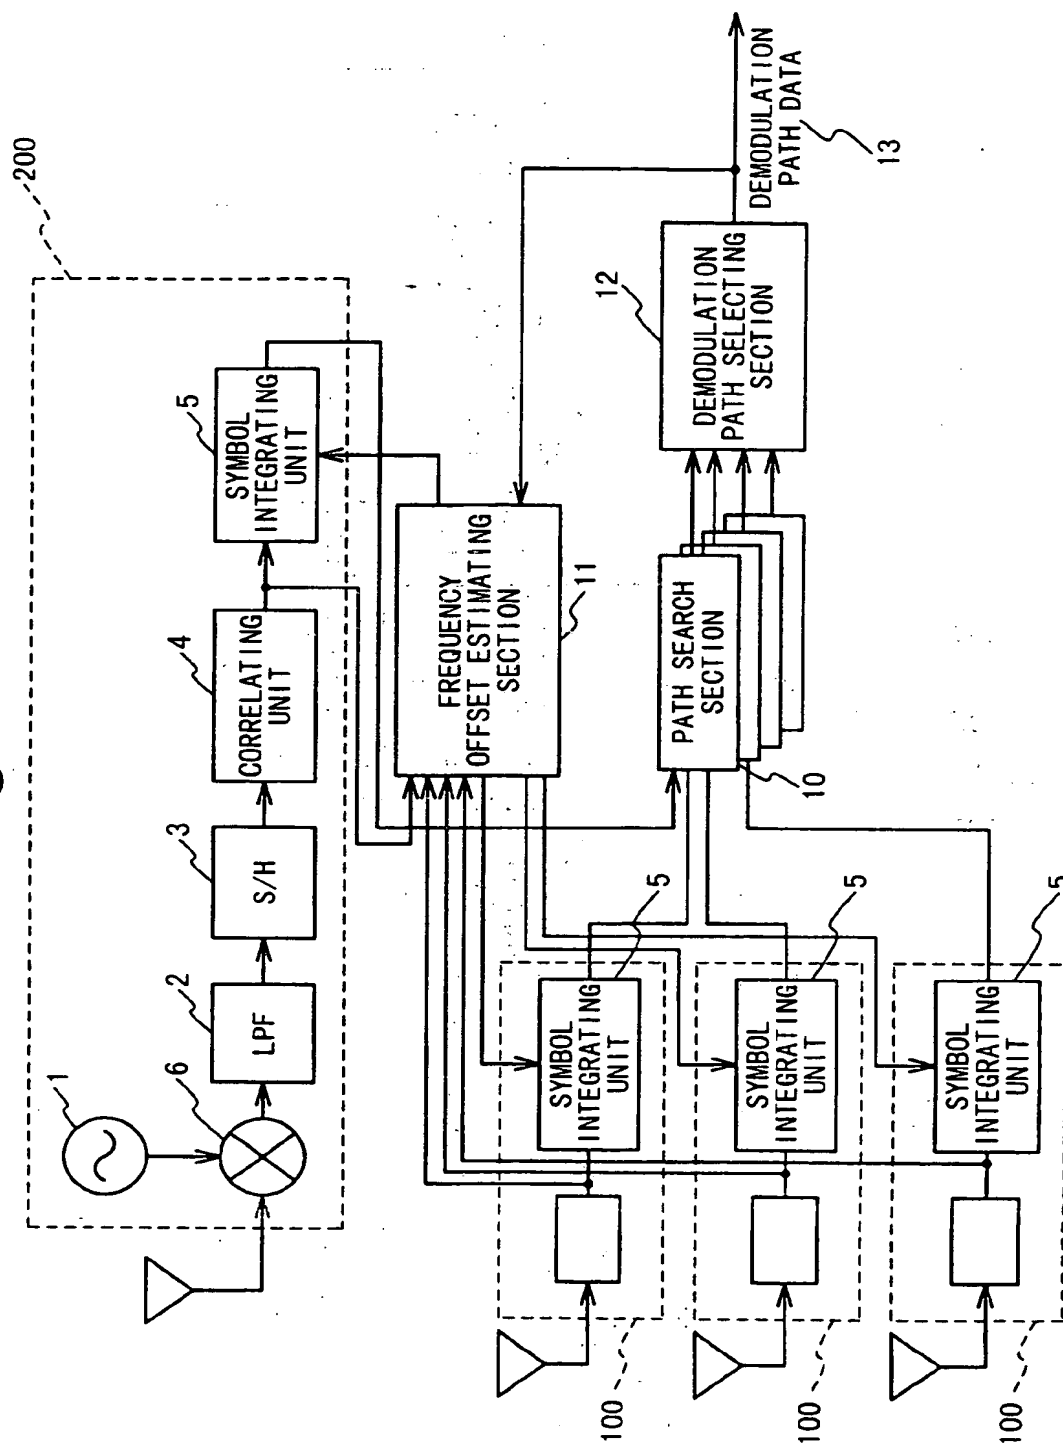 200
1
6
2
LPF
3
S/H
4
CORRELATING
UNIT
5
SYMBOL
INTEGRATING
UNIT
FREQUENCY
OFFSET ESTIMATING
SECTION
11
PATH SEARCH
SECTION
10
12
DEMODULATION
PATH SELECTING
SECTION
DEMODULATION
PATH DATA
13
SYMBOL
INTEGRATING
UNIT
5
100
SYMBOL
INTEGRATING
UNIT
5
100
SYMBOL
INTEGRATING
UNIT
5
100